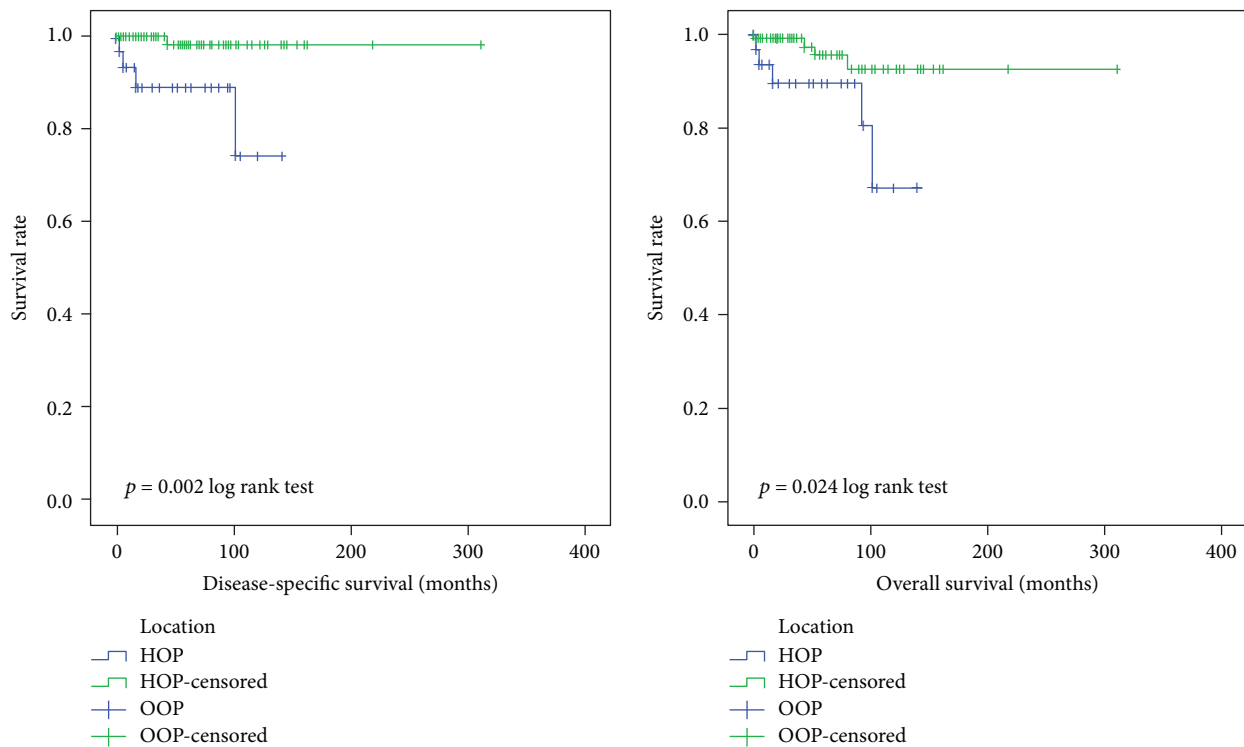 1.0
0.8
0.6
0.4
0.2
0.0
Survival rate
p = 0.002 log rank test
0 100 200 300 400
Disease-specific survival (months)
Location
HOP
HOP-censored
OOP
OOP-censored
1.0
0.8
0.6
0.4
0.2
0.0
Survival rate
p = 0.024 log rank test
0 100 200 300 400
Overall survival (months)
Location
HOP
HOP-censored
OOP
OOP-censored